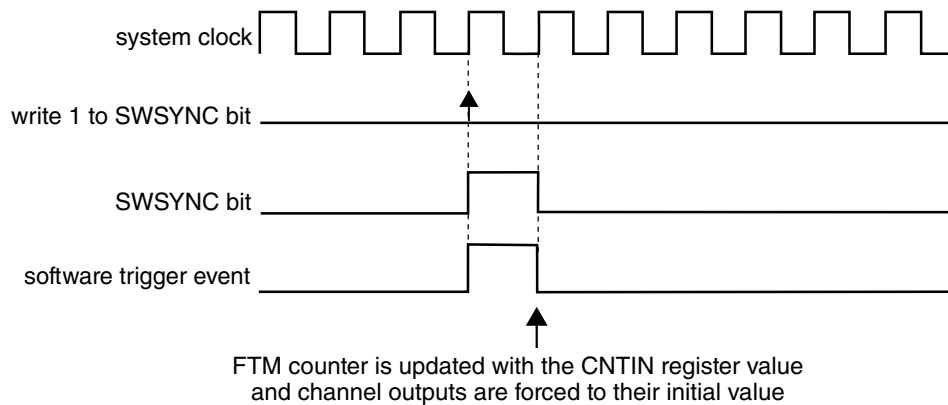 system clock
write 1 to SWSYNC bit
SWSYNC bit
software trigger event
FTM counter is updated with the CNTIN register value
and channel outputs are forced to their initial value